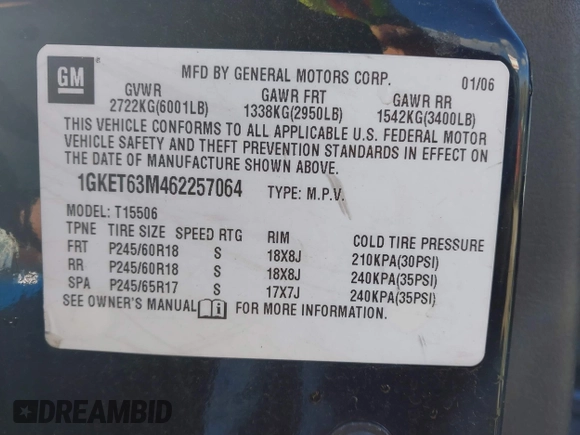 GM ®
MFD BY GENERAL MOTORS CORP. 01/06
GVWR GAWR FRT GAWR RR
2722KG(6001LB) 1338KG(2950LB) 1542KG(3400LB)
THIS VEHICLE CONFORMS TO ALL APPLICABLE U.S. FEDERAL MOTOR
VEHICLE SAFETY AND THEFT PREVENTION STANDARDS IN EFFECT ON
THE DATE OF MANUFACTURE SHOWN ABOVE.
1GKET63M462257064 TYPE: M.P.V.
MODEL: T15506
TPNE TIRE SIZE SPEED RTG RIM COLD TIRE PRESSURE
FRT P245/60R18 S 18X8J 210KPA(30PSI)
RR P245/60R18 S 18X8J 240KPA(35PSI)
SPA P245/65R17 S 17X7J 240KPA(35PSI)
SEE OWNER'S MANUAL i FOR MORE INFORMATION.
DREAMBID